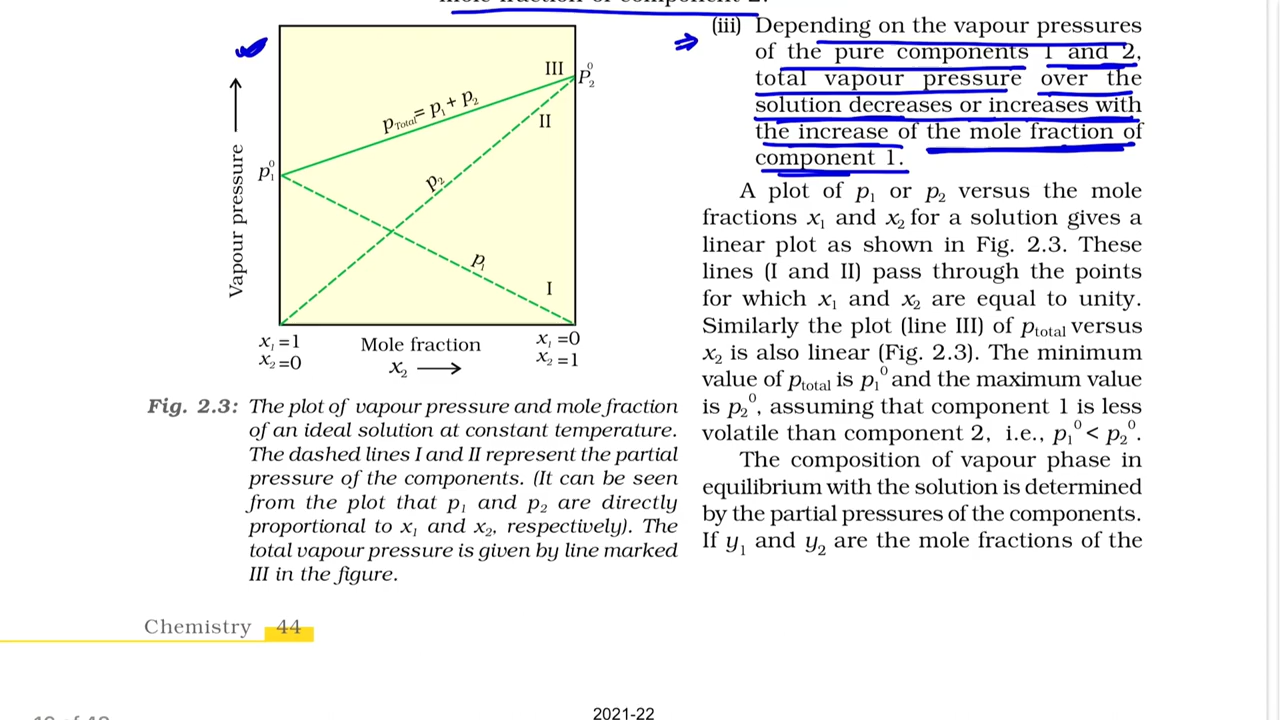 mole fraction of component 2.
III
P₂⁰
p_Total = p₁ + p₂
II
p₁⁰
p₂
Vapour pressure
p₁
I
x₁=1
x₂=0
Mole fraction
x₂
x₁=0
x₂=1
Fig. 2.3: The plot of vapour pressure and mole fraction
of an ideal solution at constant temperature.
The dashed lines I and II represent the partial
pressure of the components. (It can be seen
from the plot that p₁ and p₂ are directly
proportional to x₁ and x₂, respectively). The
total vapour pressure is given by line marked
III in the figure.
(iii) Depending on the vapour pressures
of the pure components 1 and 2,
total vapour pressure over the
solution decreases or increases with
the increase of the mole fraction of
component 1.
A plot of p₁ or p₂ versus the mole
fractions x₁ and x₂ for a solution gives a
linear plot as shown in Fig. 2.3. These
lines (I and II) pass through the points
for which x₁ and x₂ are equal to unity.
Similarly the plot (line III) of p_total versus
x₂ is also linear (Fig. 2.3). The minimum
value of p_total is p₁⁰ and the maximum value
is p₂⁰, assuming that component 1 is less
volatile than component 2, i.e., p₁⁰ < p₂⁰.
The composition of vapour phase in
equilibrium with the solution is determined
by the partial pressures of the components.
If y₁ and y₂ are the mole fractions of the
Chemistry 44
2021-22